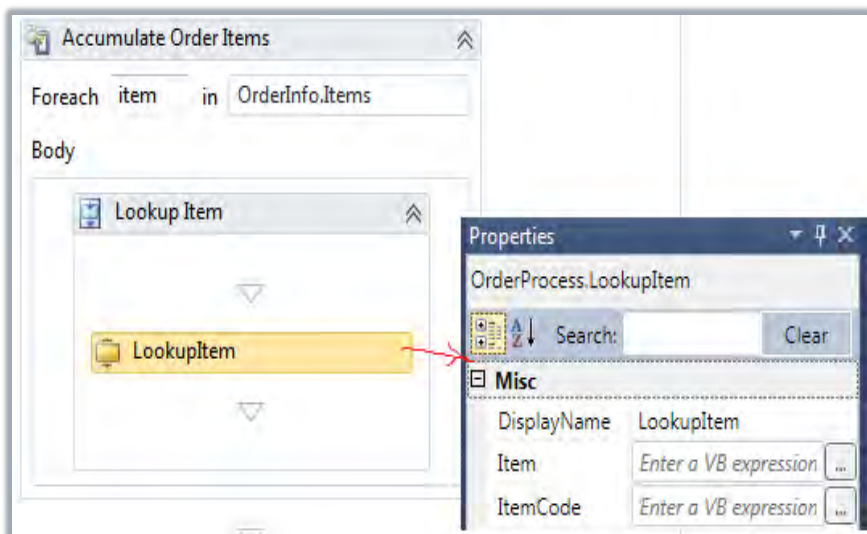 Accumulate Order Items
Foreach item in OrderInfo.Items
Body
Lookup Item
LookupItem
Properties
OrderProcess.LookupItem
A
Z
Search:
Clear
Misc
DisplayName LookupItem
Item Enter a VB expression ...
ItemCode Enter a VB expression ...